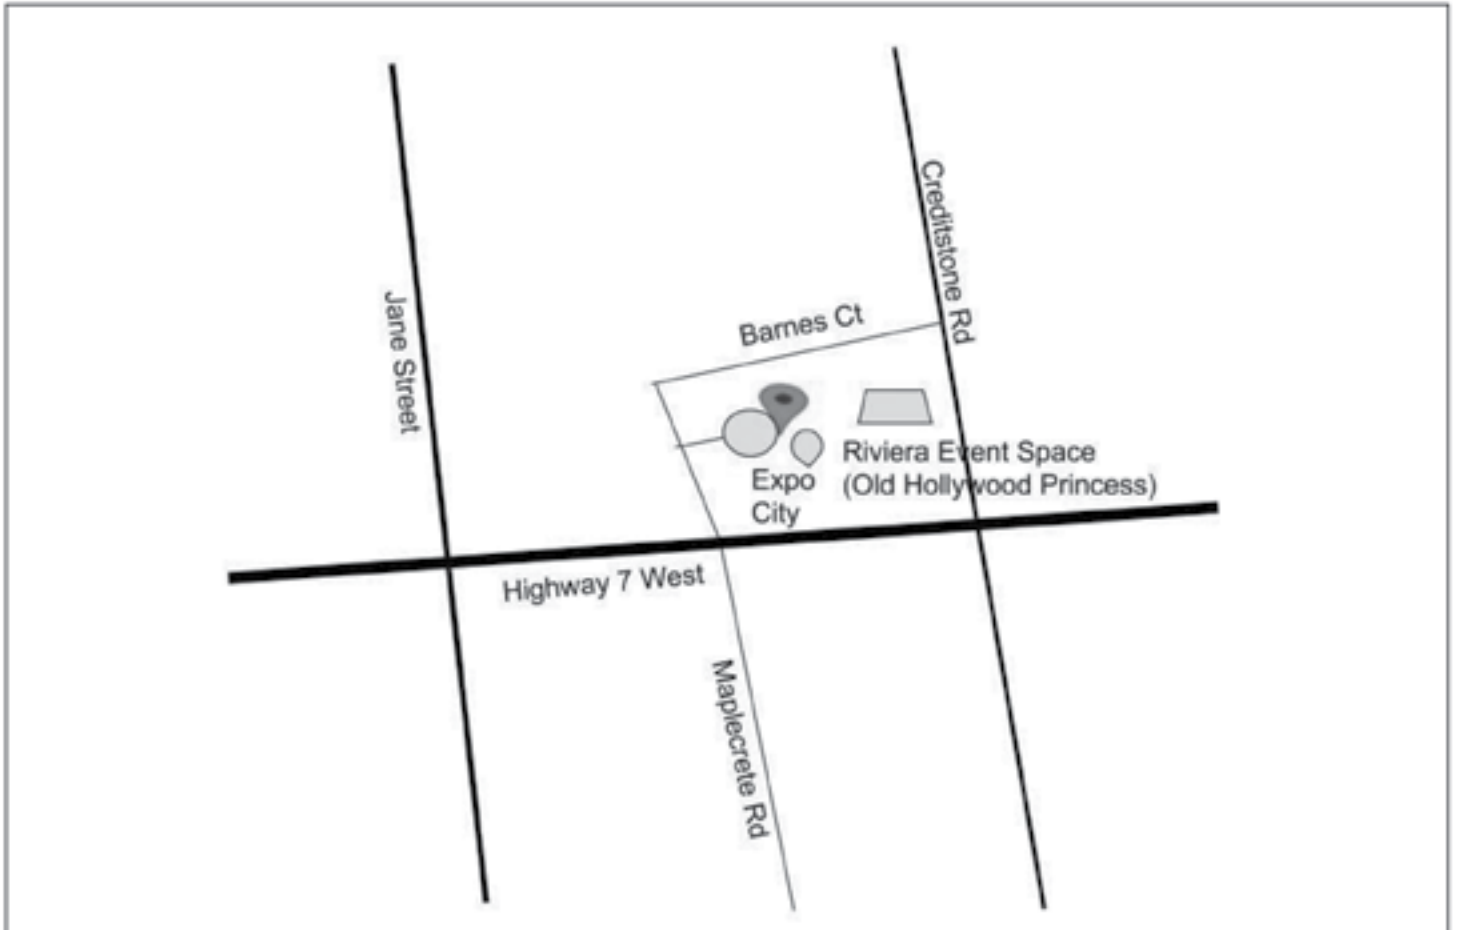 Creditstone Rd
Barnes Ct
Jane Street
Riviera Event Space
(Old Hollywood Princess)
Expo
City
Highway 7 West
Maplecrete Rd